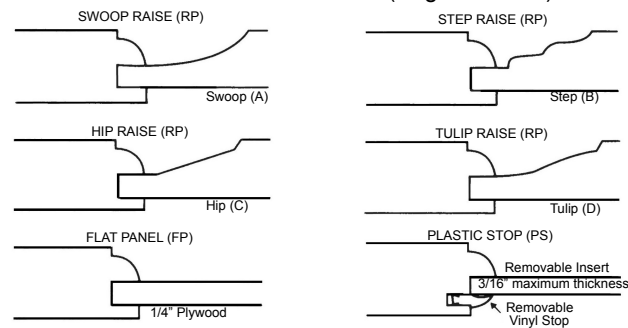 SWOOP RAISE (RP)
Swoop (A)
STEP RAISE (RP)
Step (B)
HIP RAISE (RP)
Hip (C)
TULIP RAISE (RP)
Tulip (D)
FLAT PANEL (FP)
1/4" Plywood
PLASTIC STOP (PS)
Removable Insert
3/16" maximum thickness
Removable
Vinyl Stop